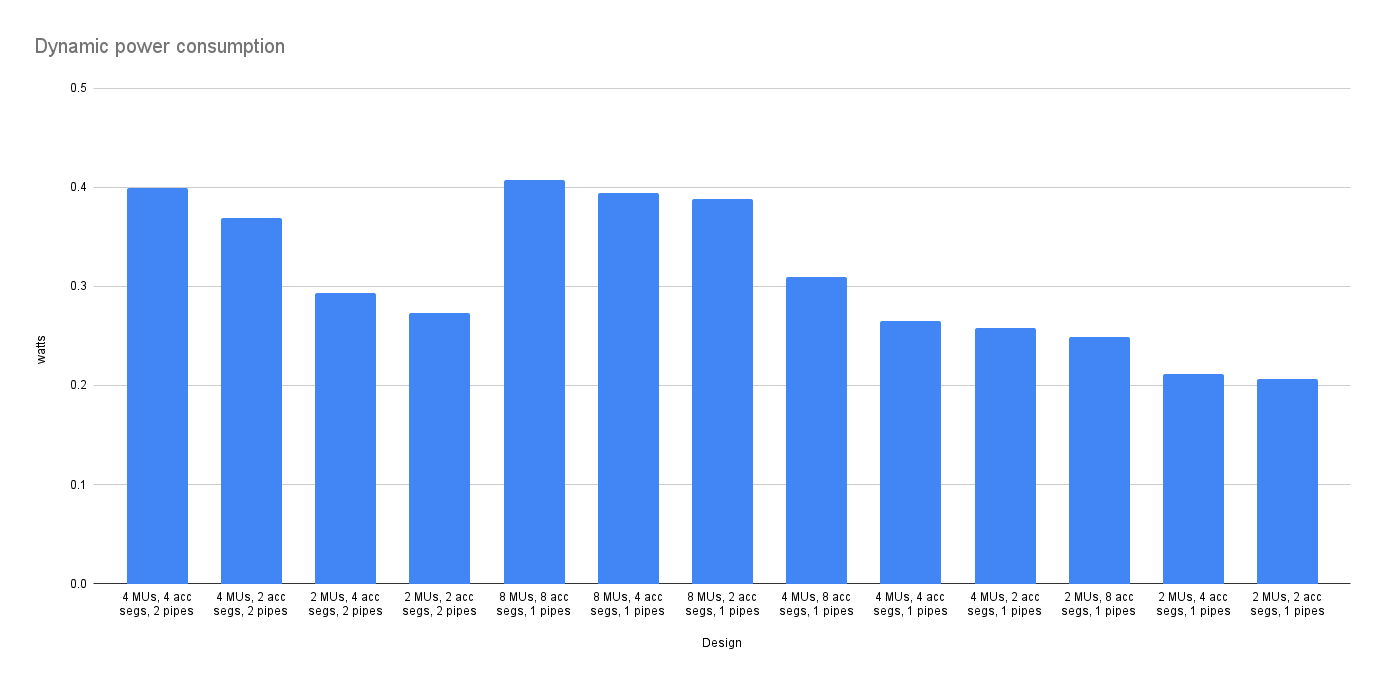 Dynamic power consumption
0.5
0.4
0.3
0.2
0.1
0.0
watts
4 MUs, 4 acc
segs, 2 pipes
4 MUs, 2 acc
segs, 2 pipes
2 MUs, 4 acc
segs, 2 pipes
2 MUs, 2 acc
segs, 2 pipes
8 MUs, 8 acc
segs, 1 pipes
8 MUs, 4 acc
segs, 1 pipes
8 MUs, 2 acc
segs, 1 pipes
4 MUs, 8 acc
segs, 1 pipes
4 MUs, 4 acc
segs, 1 pipes
4 MUs, 2 acc
segs, 1 pipes
2 MUs, 8 acc
segs, 1 pipes
2 MUs, 4 acc
segs, 1 pipes
2 MUs, 2 acc
segs, 1 pipes
Design